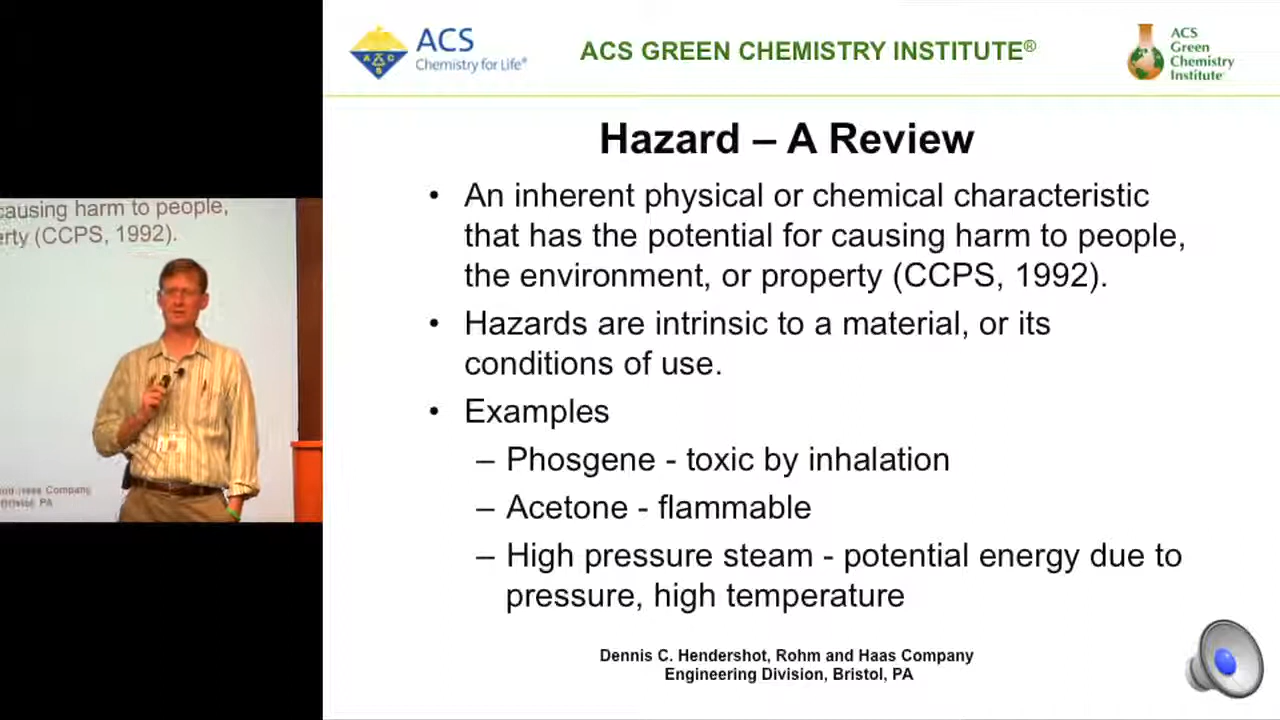 ACS
Chemistry for Life®
ACS GREEN CHEMISTRY INSTITUTE®
ACS
Green
Chemistry
Institute®
Hazard – A Review
• An inherent physical or chemical characteristic
that has the potential for causing harm to people,
the environment, or property (CCPS, 1992).
• Hazards are intrinsic to a material, or its
conditions of use.
• Examples
– Phosgene - toxic by inhalation
– Acetone - flammable
– High pressure steam - potential energy due to
pressure, high temperature
Dennis C. Hendershot, Rohm and Haas Company
Engineering Division, Bristol, PA
causing harm to people,
erty (CCPS, 1992).
and Haas Company
Bristol, PA